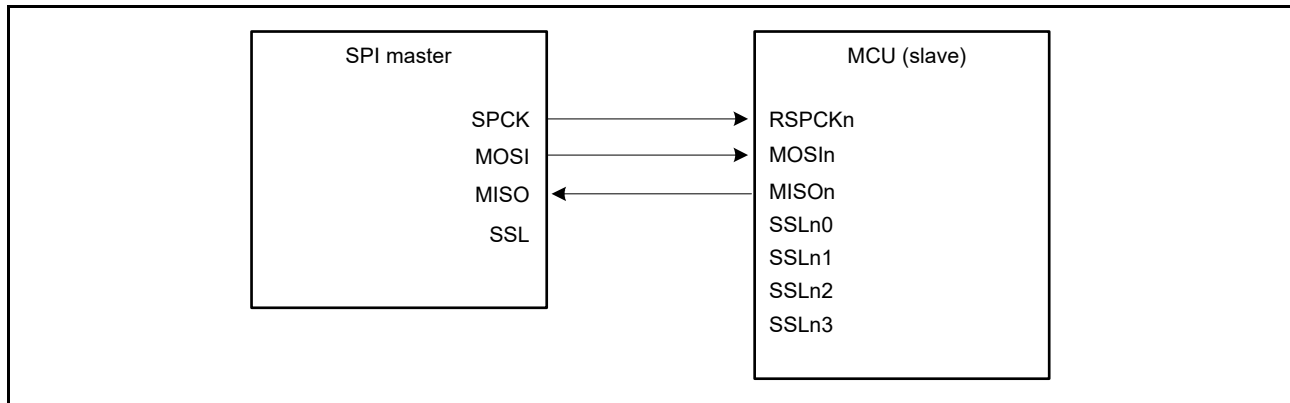 SPI master
SPCK
MOSI
MISO
SSL
MCU (slave)
RSPCKn
MOSIn
MISOn
SSLn0
SSLn1
SSLn2
SSLn3